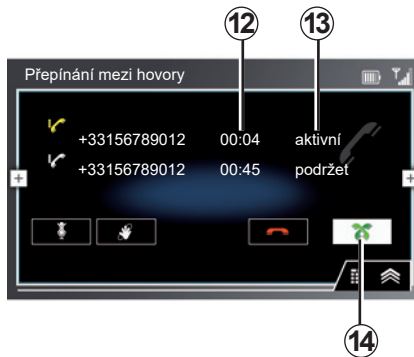 12 13
Přepínání mezi hovory
+33156789012 00:04 aktivní
+33156789012 00:45 podržet
14